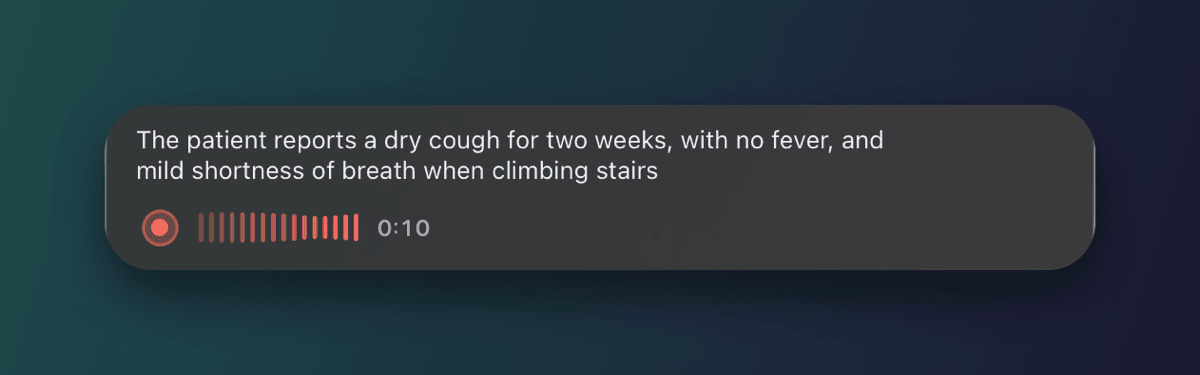 The patient reports a dry cough for two weeks, with no fever, and
mild shortness of breath when climbing stairs
0:10